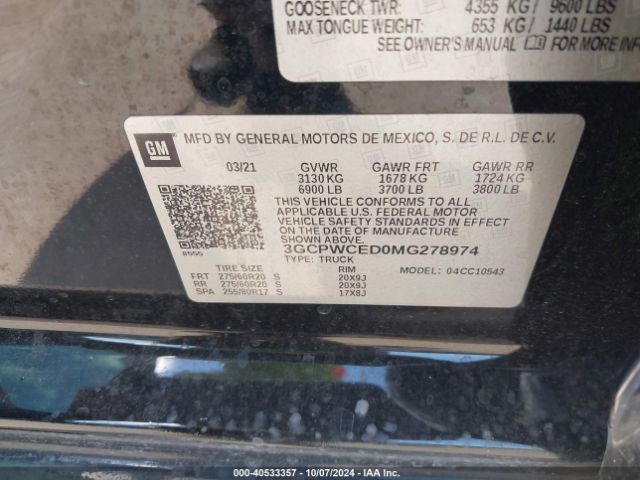 GOOSENECK TWR: 4355 KG / 9600 LBS
MAX TONGUE WEIGHT: 653 KG / 1440 LBS
SEE OWNER'S MANUAL FOR MORE INFO
GM
MFD BY GENERAL MOTORS DE MEXICO, S. DE R.L. DE C.V.
03/21 GVWR GAWR FRT GAWR RR
3130 KG 1678 KG 1724 KG
6900 LB 3700 LB 3800 LB
THIS VEHICLE CONFORMS TO ALL
APPLICABLE U.S. FEDERAL MOTOR
VEHICLE SAFETY STANDARDS IN EFFECT
ON THE DATE OF MANUFACTURE SHOWN
ABOVE.
3GCPWCED0MG278974
8555 TYPE: TRUCK 04CC10543
TIRE SIZE RIM
FRT 275/60R20 S 20X9J
RR 275/60R20 S 20X9J
SPA 255/80R17 S 17X8J
000-40533357 - 10/07/2024 - IAA Inc.